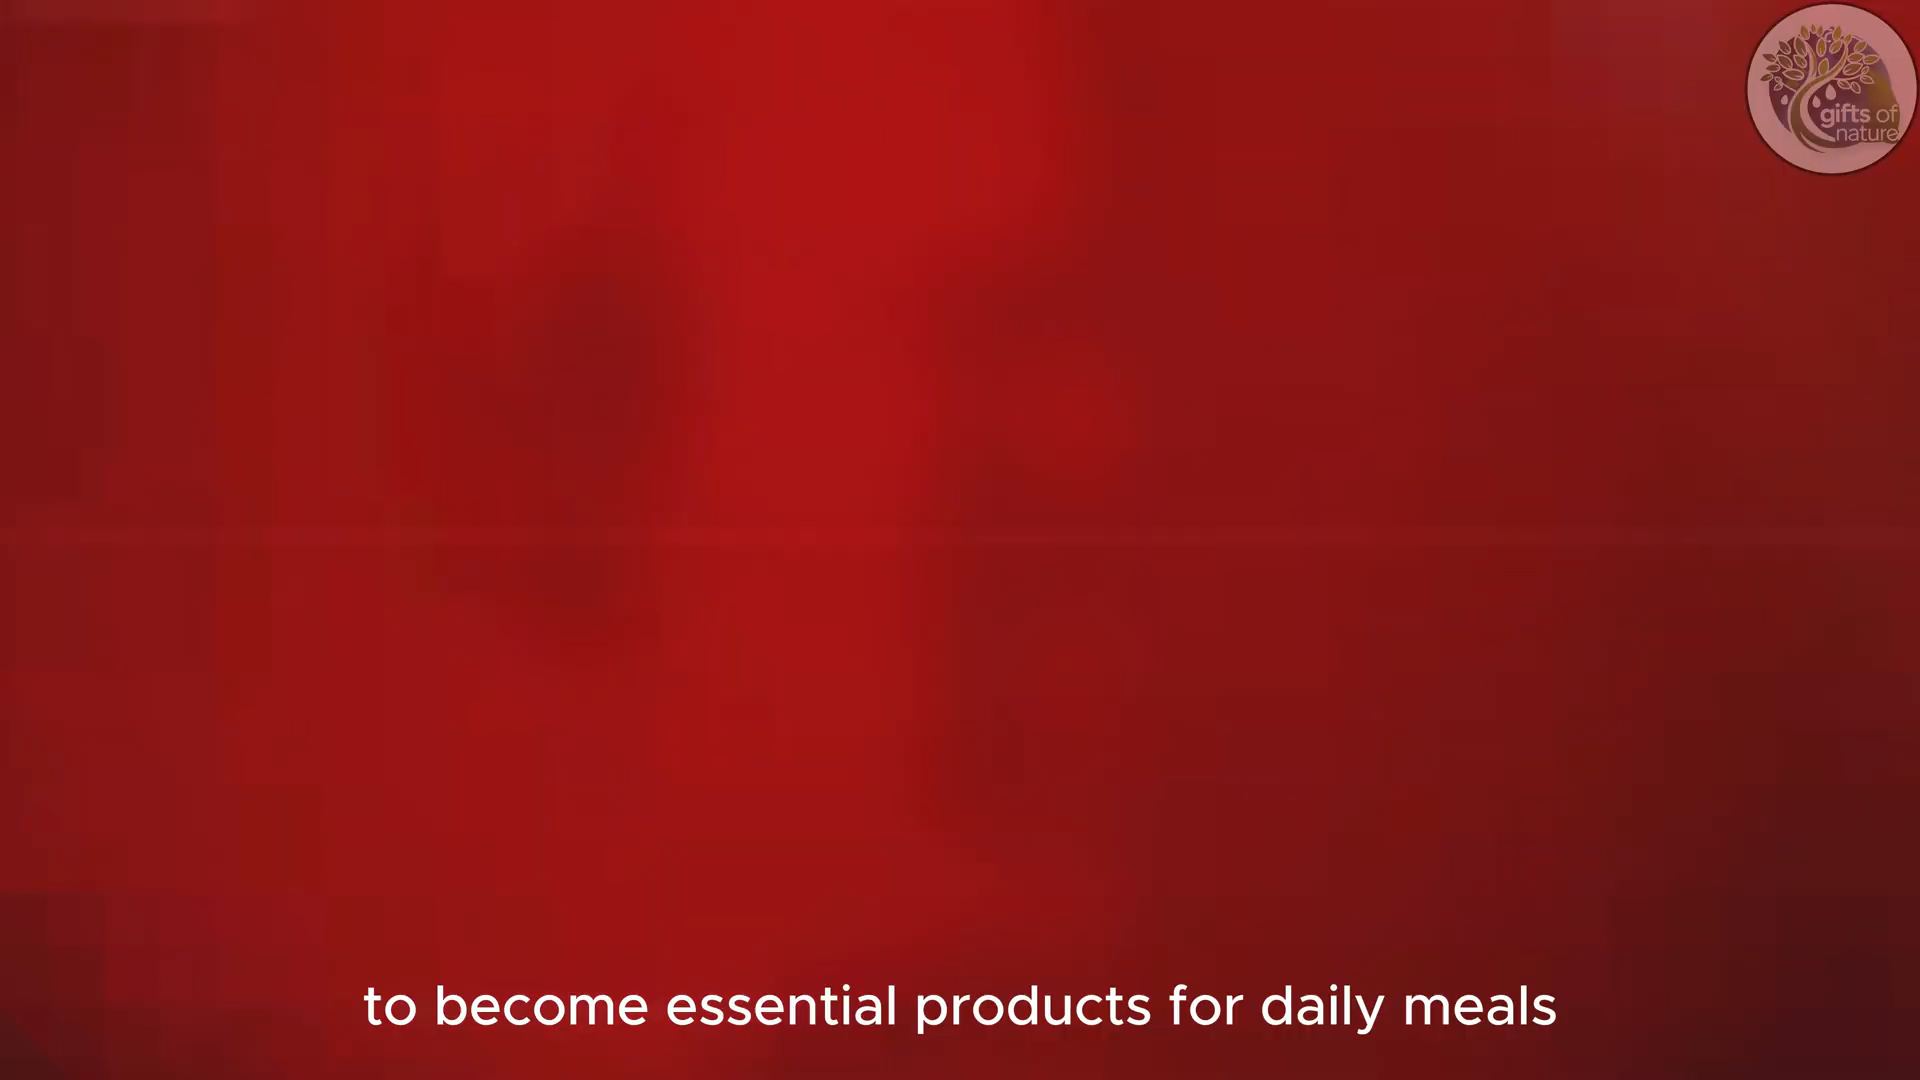 gifts of
nature
to become essential products for daily meals